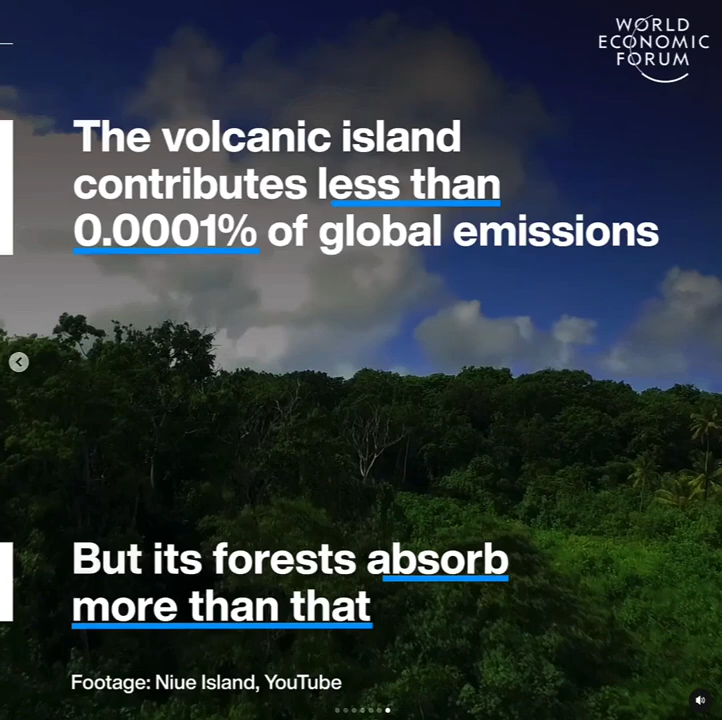 WORLD
ECONOMIC
FORUM
The volcanic island
contributes less than
0.0001% of global emissions
But its forests absorb
more than that
Footage: Niue Island, YouTube